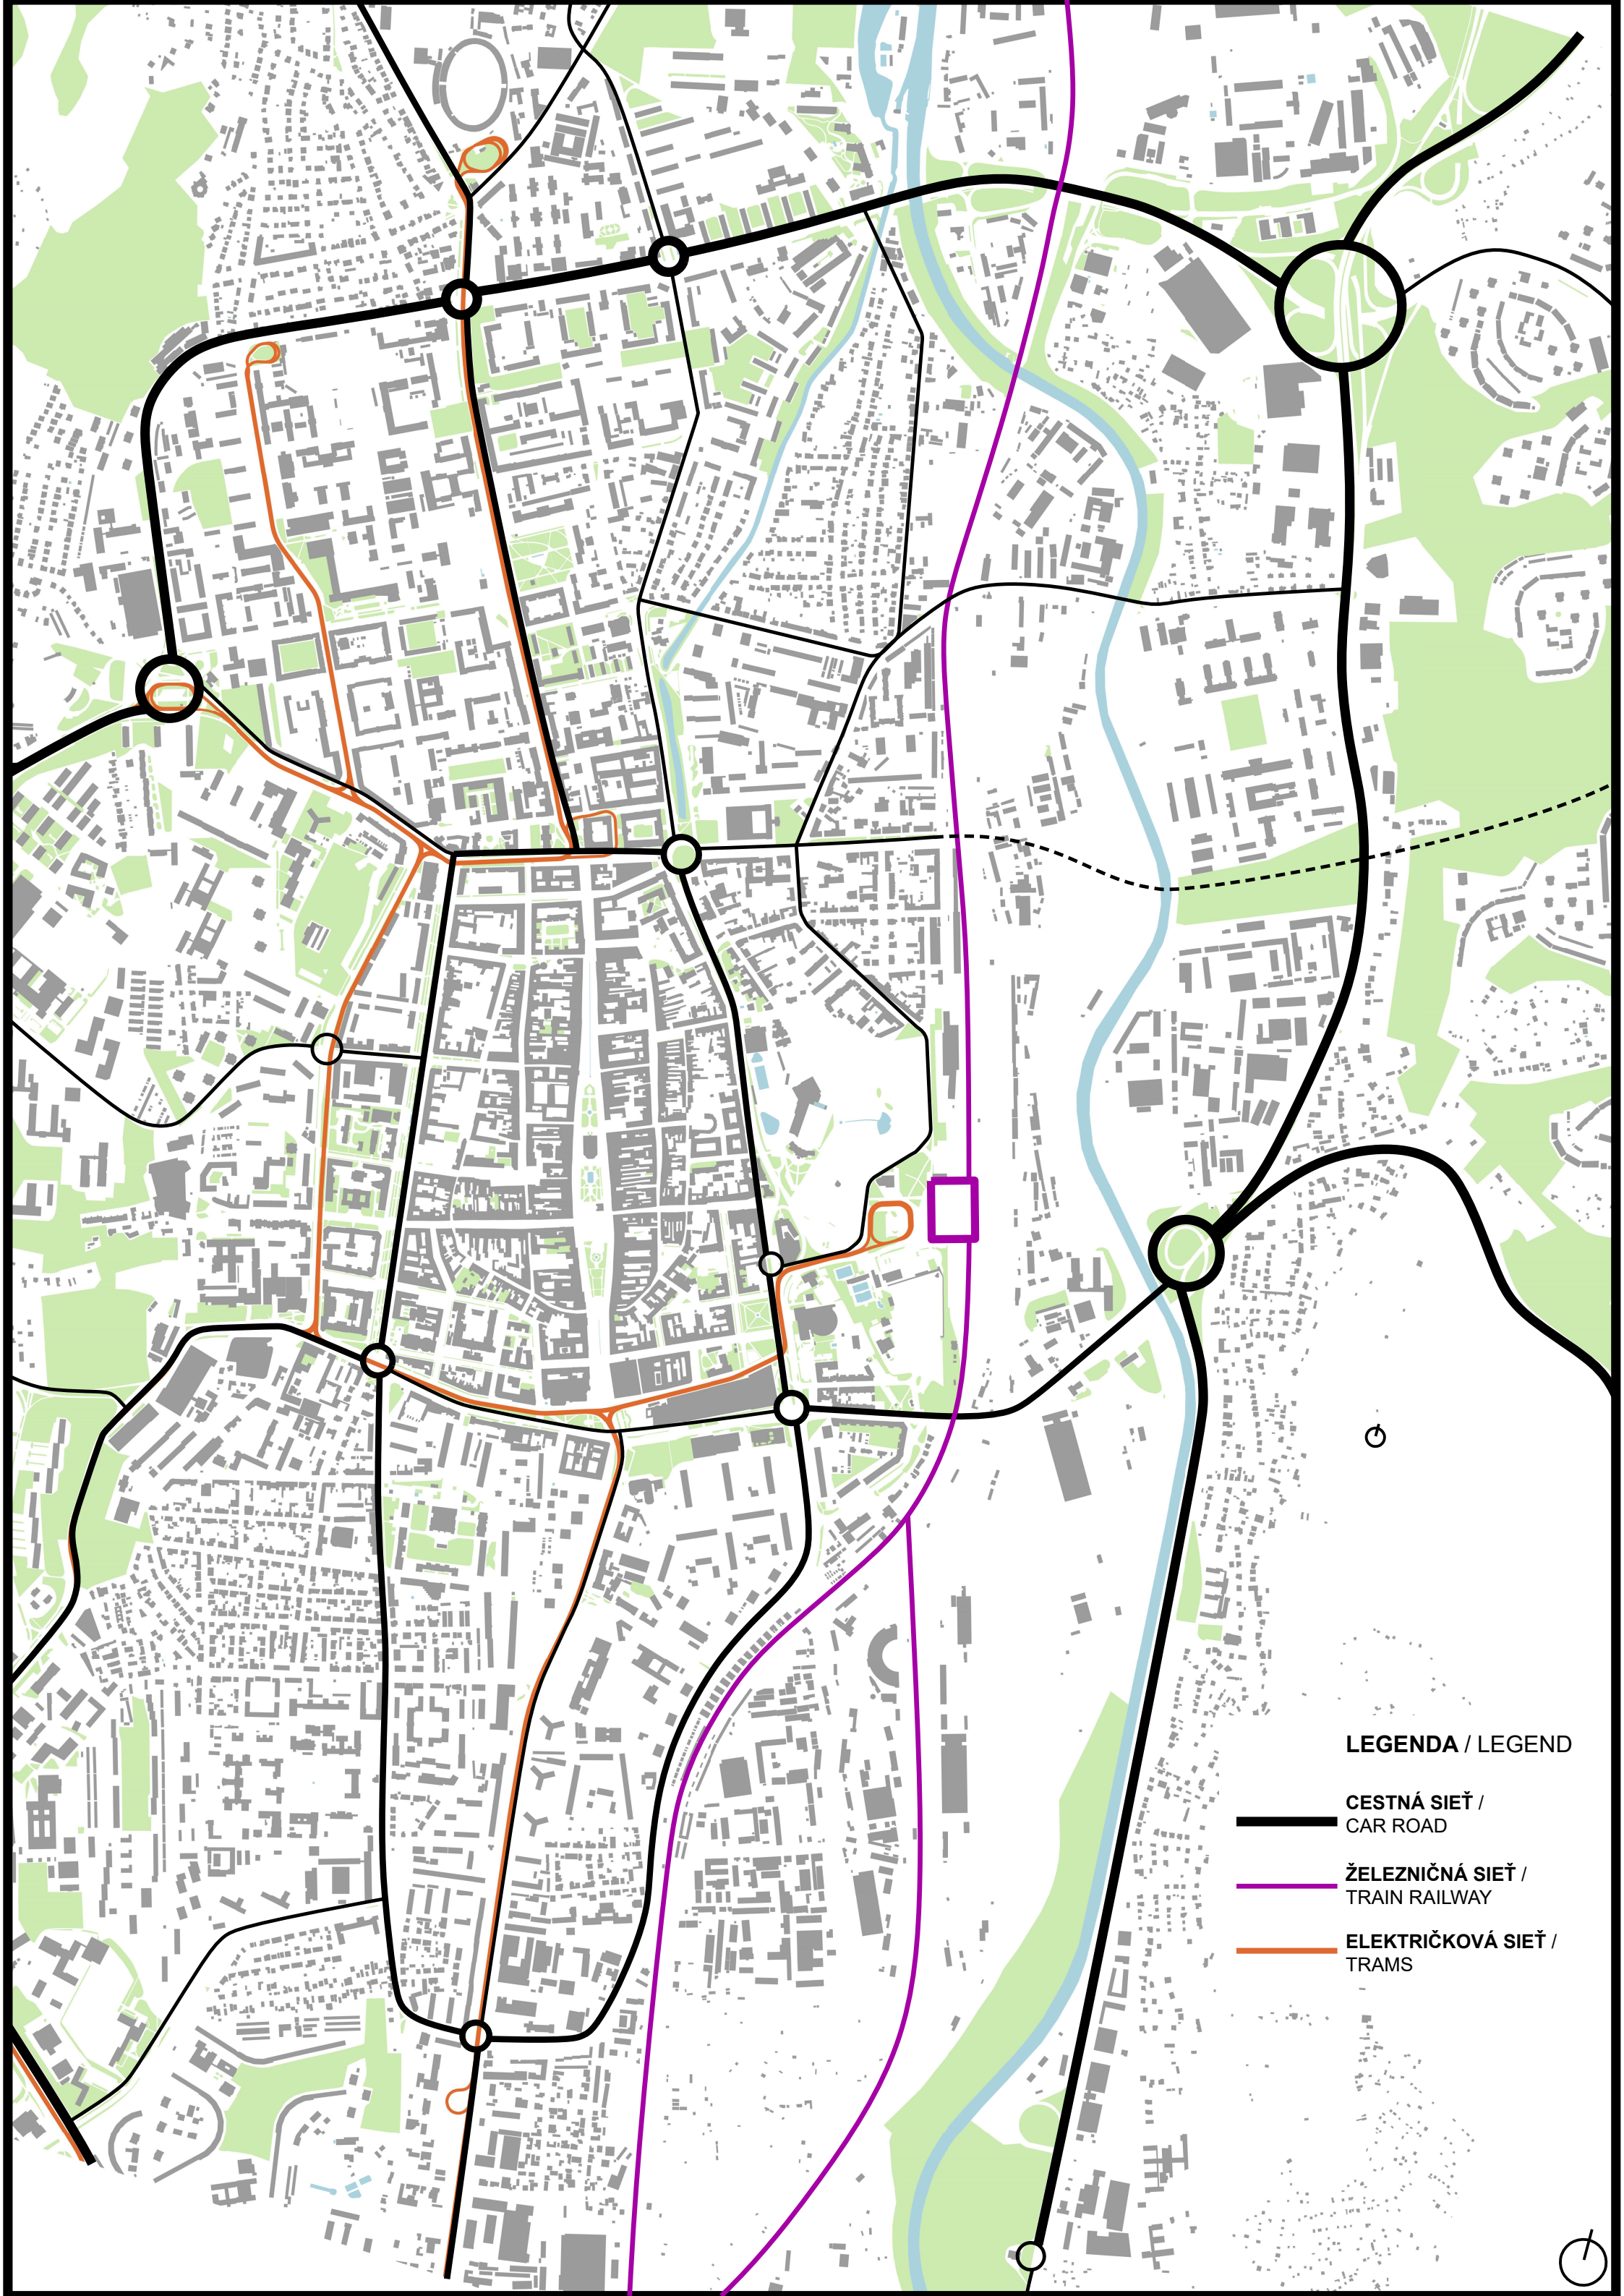 LEGENDA / LEGEND
CESTNÁ SIEŤ /
CAR ROAD
ŽELEZNIČNÁ SIEŤ /
TRAIN RAILWAY
ELEKTRIČKOVÁ SIEŤ /
TRAMS